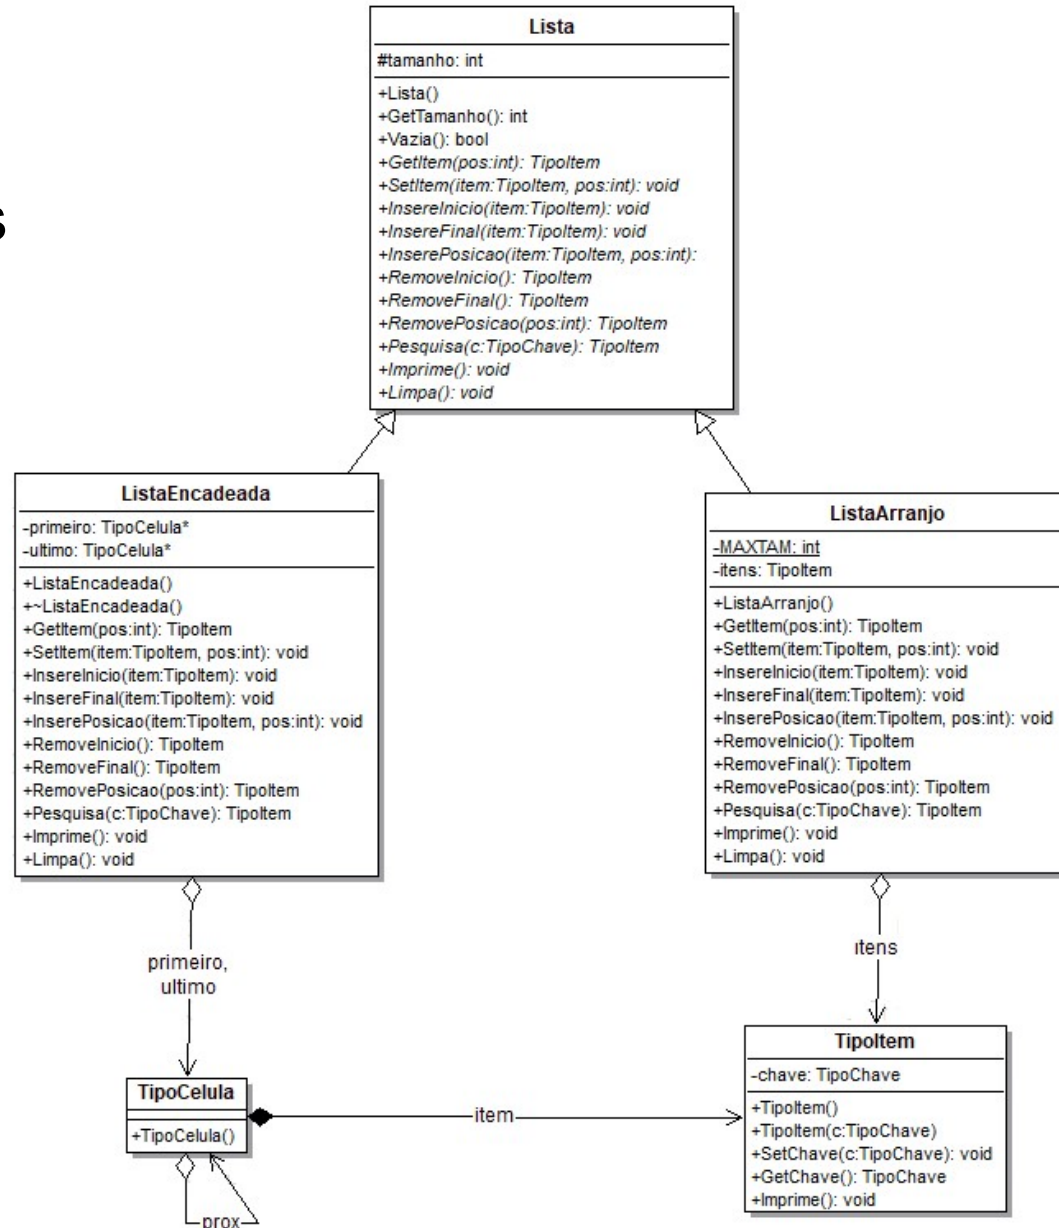 Lista
#tamanho: int
+Lista()
+GetTamanho(): int
+Vazia(): bool
+GetItem(pos:int): TipoItem
+SetItem(item:TipoItem, pos:int): void
+InsereInicio(item:TipoItem): void
+InsereFinal(item:TipoItem): void
+InserePosicao(item:TipoItem, pos:int):
+RemoveInicio(): TipoItem
+RemoveFinal(): TipoItem
+RemovePosicao(pos:int): TipoItem
+Pesquisa(c:TipoChave): TipoItem
+Imprime(): void
+Limpa(): void
s
ListaEncadeada
-primeiro: TipoCelula*
-ultimo: TipoCelula*
+ListaEncadeada()
+~ListaEncadeada()
+GetItem(pos:int): TipoItem
+SetItem(item:TipoItem, pos:int): void
+InsereInicio(item:TipoItem): void
+InsereFinal(item:TipoItem): void
+InserePosicao(item:TipoItem, pos:int): void
+RemoveInicio(): TipoItem
+RemoveFinal(): TipoItem
+RemovePosicao(pos:int): TipoItem
+Pesquisa(c:TipoChave): TipoItem
+Imprime(): void
+Limpa(): void
ListaArranjo
-MAXTAM: int
-itens: TipoItem
+ListaArranjo()
+GetItem(pos:int): TipoItem
+SetItem(item:TipoItem, pos:int): void
+InsereInicio(item:TipoItem): void
+InsereFinal(item:TipoItem): void
+InserePosicao(item:TipoItem, pos:int): void
+RemoveInicio(): TipoItem
+RemoveFinal(): TipoItem
+RemovePosicao(pos:int): TipoItem
+Pesquisa(c:TipoChave): TipoItem
+Imprime(): void
+Limpa(): void
primeiro,
ultimo
itens
TipoCelula
+TipoCelula()
item
prox
TipoItem
-chave: TipoChave
+TipoItem()
+TipoItem(c:TipoChave)
+SetChave(c:TipoChave): void
+GetChave(): TipoChave
+Imprime(): void